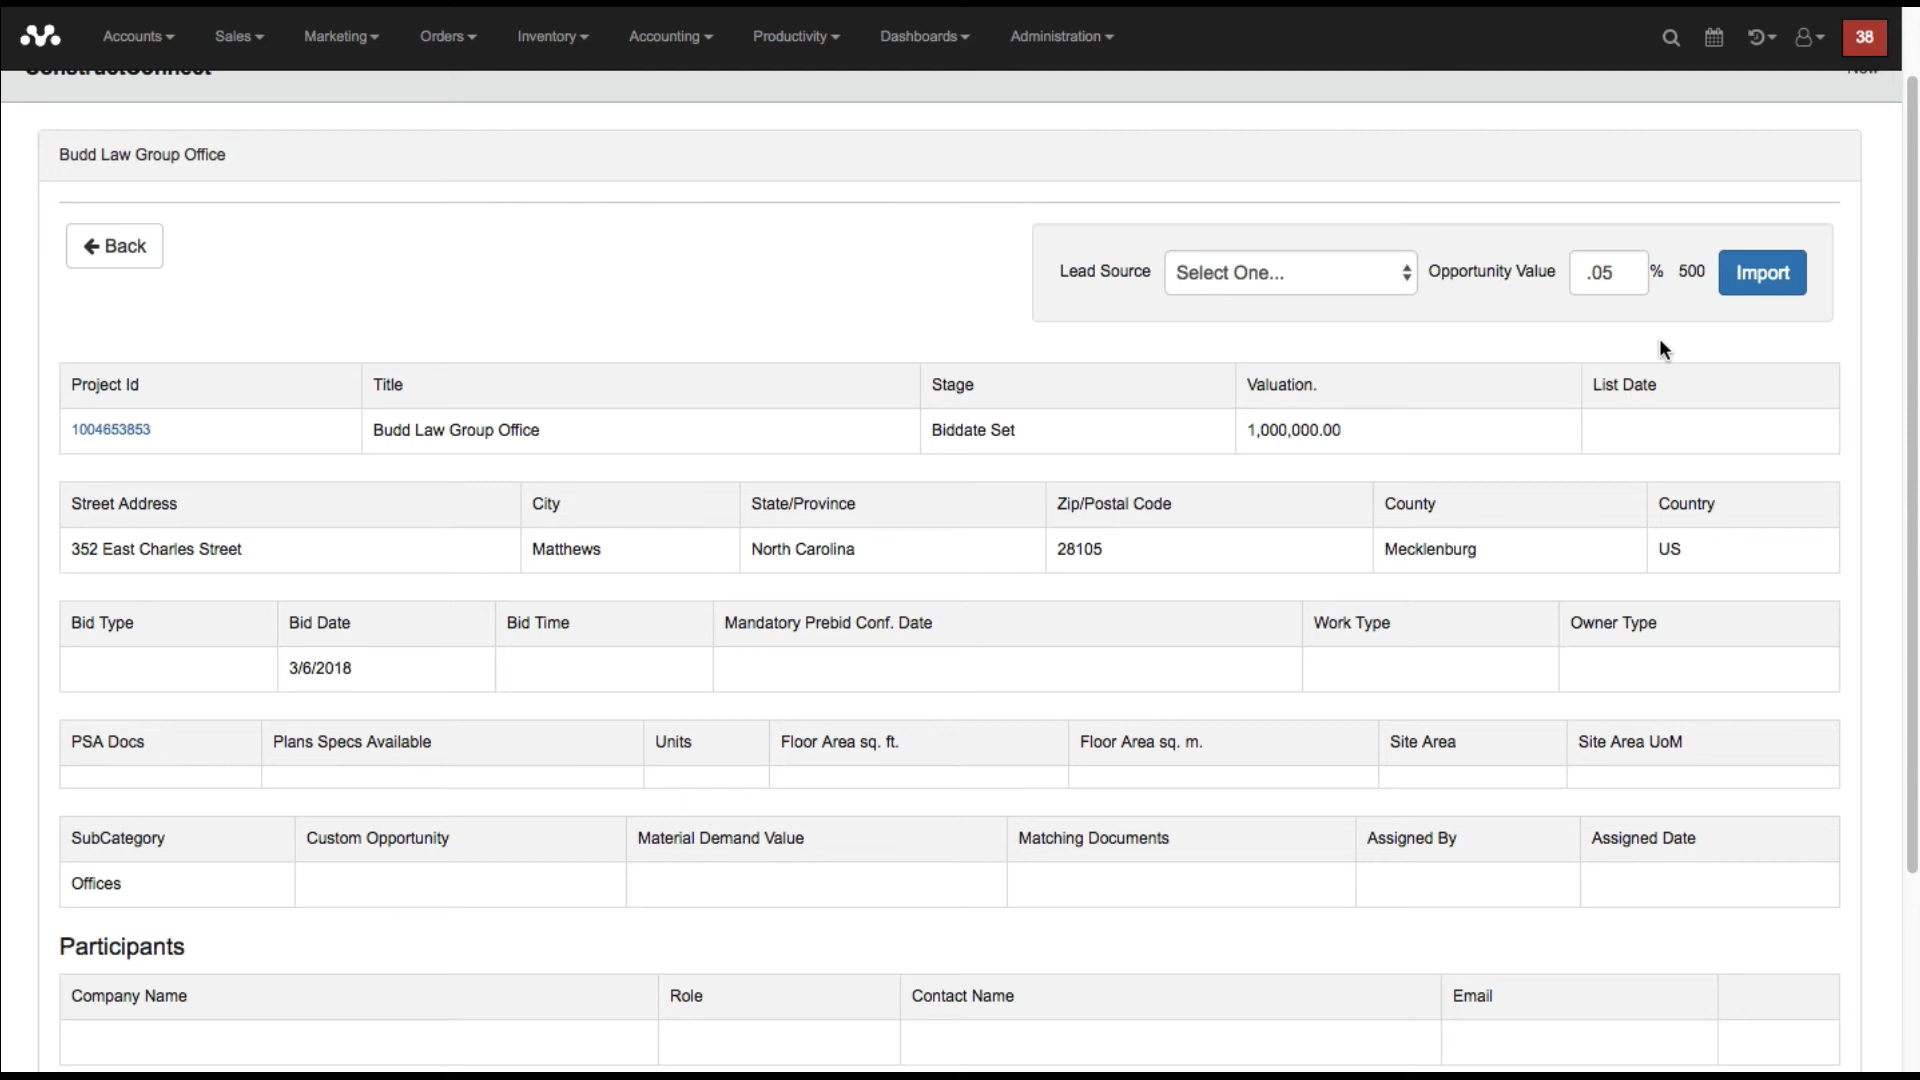 Accounts Sales Marketing Orders Inventory Accounting Productivity Dashboards Administration 38
ConstructConnect
Budd Law Group Office
Back
Lead Source Select One... Opportunity Value .05 % 500 Import
Project Id Title Stage Valuation. List Date
1004653853 Budd Law Group Office Biddate Set 1,000,000.00
Street Address City State/Province Zip/Postal Code County Country
352 East Charles Street Matthews North Carolina 28105 Mecklenburg US
Bid Type Bid Date Bid Time Mandatory Prebid Conf. Date Work Type Owner Type
3/6/2018
PSA Docs Plans Specs Available Units Floor Area sq. ft. Floor Area sq. m. Site Area Site Area UoM
SubCategory Custom Opportunity Material Demand Value Matching Documents Assigned By Assigned Date
Offices
Participants
Company Name Role Contact Name Email